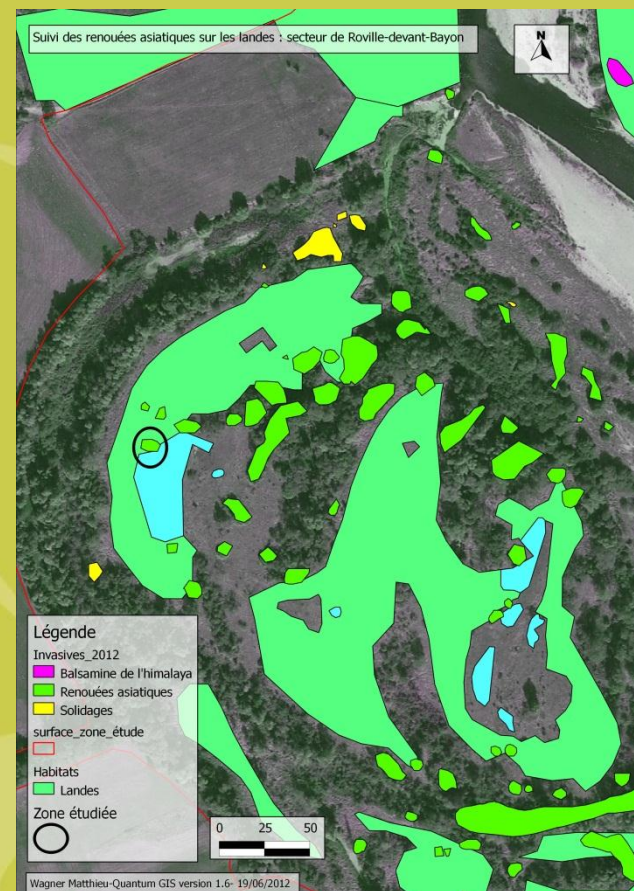 Suivi des renouées asiatiques sur les landes : secteur de Roville-devant-Bayon
N
Légende
Invasives_2012
Balsamine de l'himalaya
Renouées asiatiques
Solidages
surface_zone_étude
Habitats
Landes
Zone étudiée
0 25 50
Wagner Matthieu-Quantum GIS version 1.6- 19/06/2012